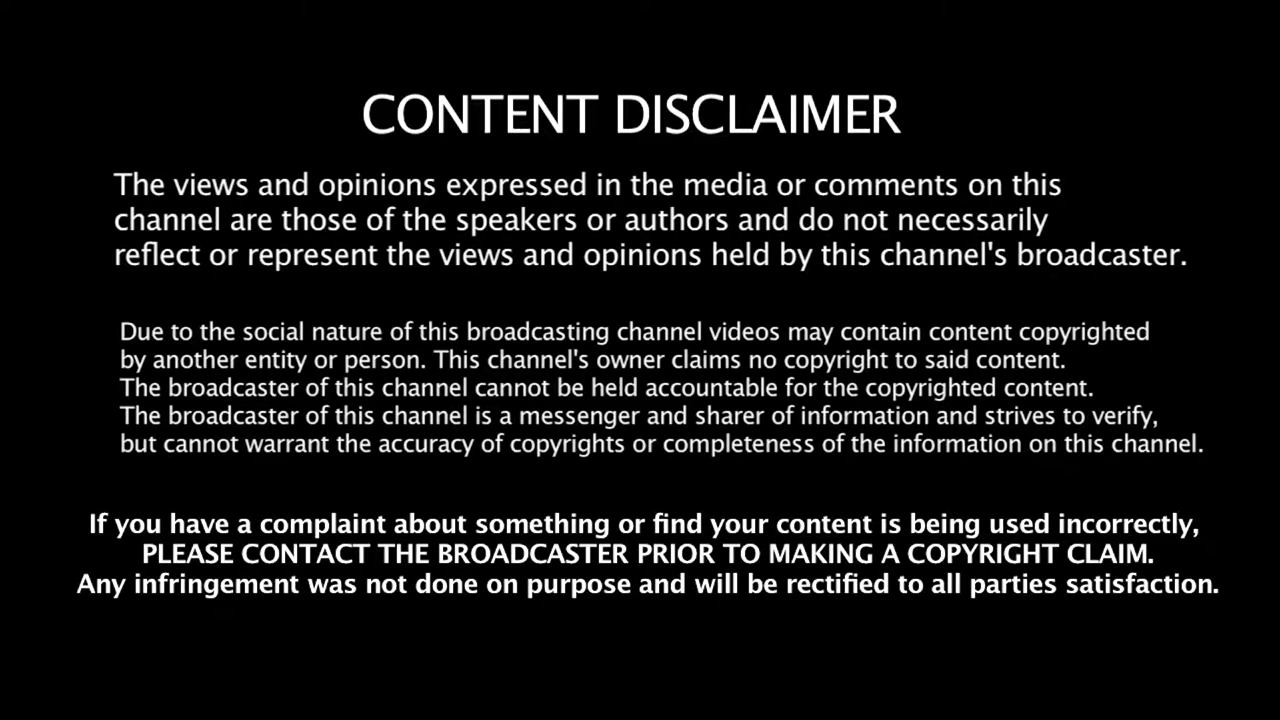 CONTENT DISCLAIMER
The views and opinions expressed in the media or comments on this
channel are those of the speakers or authors and do not necessarily
reflect or represent the views and opinions held by this channel's broadcaster.
Due to the social nature of this broadcasting channel videos may contain content copyrighted
by another entity or person. This channel's owner claims no copyright to said content.
The broadcaster of this channel cannot be held accountable for the copyrighted content.
The broadcaster of this channel is a messenger and sharer of information and strives to verify,
but cannot warrant the accuracy of copyrights or completeness of the information on this channel.
If you have a complaint about something or find your content is being used incorrectly,
PLEASE CONTACT THE BROADCASTER PRIOR TO MAKING A COPYRIGHT CLAIM.
Any infringement was not done on purpose and will be rectified to all parties satisfaction.